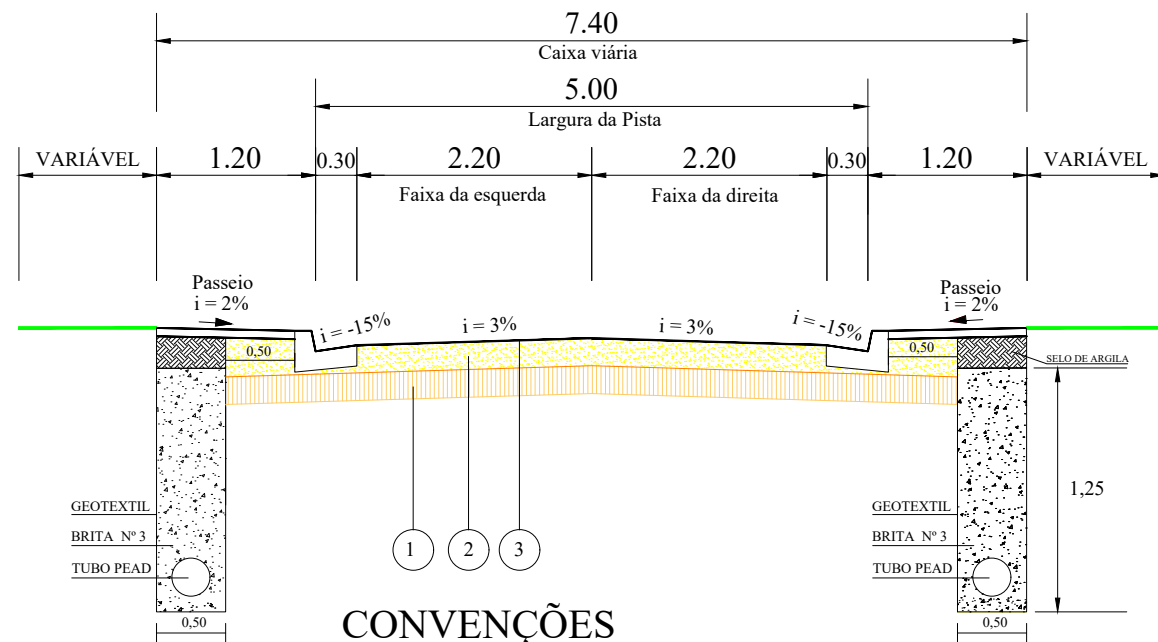 7.40
Caixa viária
5.00
Largura da Pista
VARIÁVEL 1.20 0.30 2.20 2.20 0.30 1.20 VARIÁVEL
Faixa da esquerda Faixa da direita
Passeio
i = 2%
i = -15%
i = 3%
i = 3%
i = -15%
Passeio
i = 2%
0,50
0,50
SELO DE ARGILA
1,25
GEOTEXTIL
BRITA Nº 3
TUBO PEAD
1
2
3
GEOTEXTIL
BRITA Nº 3
TUBO PEAD
0,50
0,50
CONVENÇÕES